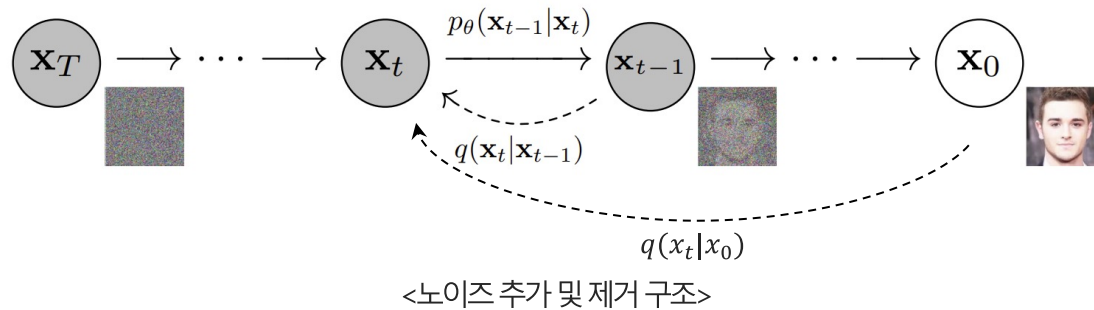 p_θ(x_{t−1}|x_t)
x_T ⟶ ··· ⟶ x_t ⟶ x_{t−1} ⟶ ··· ⟶ x_0
q(x_t|x_{t−1})
q(x_t|x_0)
<노이즈 추가 및 제거 구조>